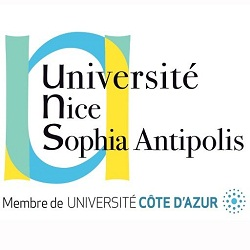 Université
Nice
Sophia Antipolis
Membre de UNIVERSITÉ CÔTE D'AZUR